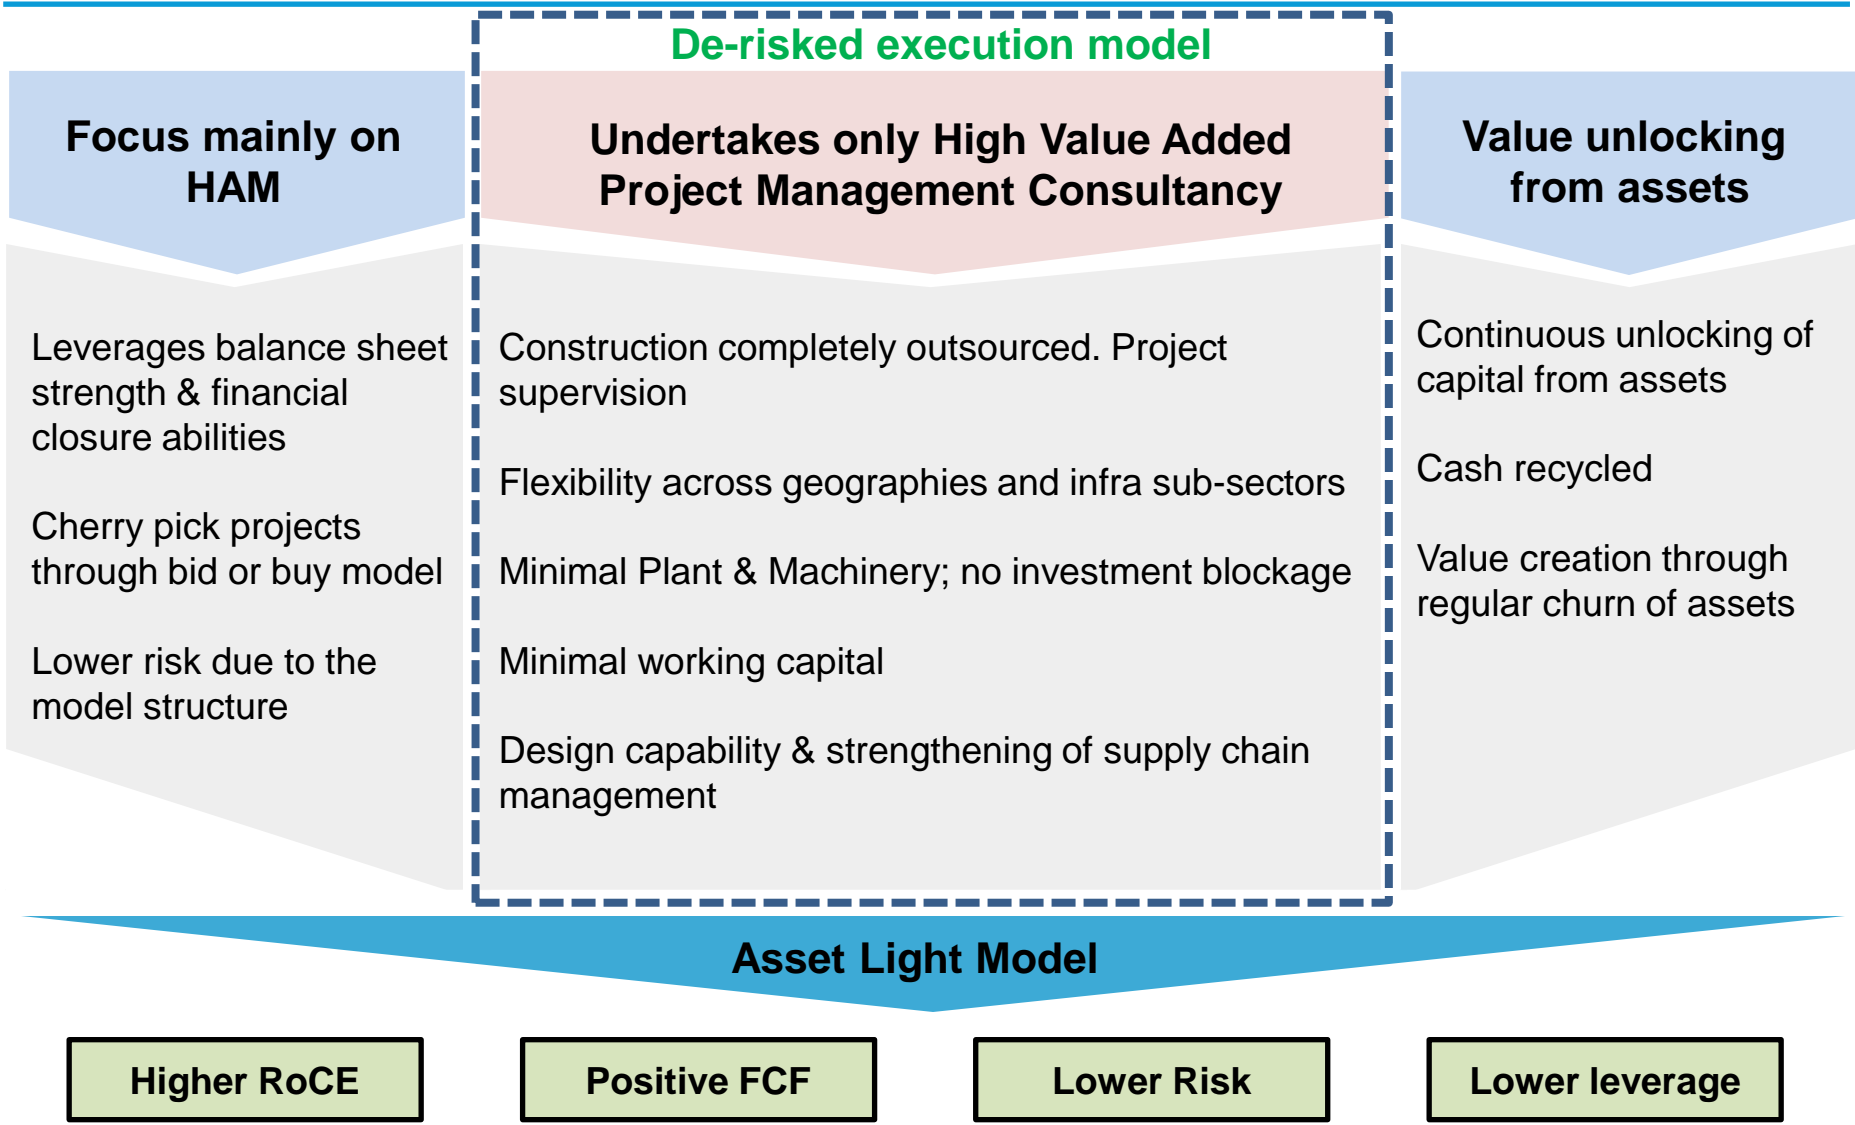 De-risked execution model
Focus mainly on
HAM
Leverages balance sheet
strength & financial
closure abilities
Cherry pick projects
through bid or buy model
Lower risk due to the
model structure
Undertakes only High Value Added
Project Management Consultancy
Construction completely outsourced. Project
supervision
Flexibility across geographies and infra sub-sectors
Minimal Plant & Machinery; no investment blockage
Minimal working capital
Design capability & strengthening of supply chain
management
Value unlocking
from assets
Continuous unlocking of
capital from assets
Cash recycled
Value creation through
regular churn of assets
Asset Light Model
Higher RoCE
Positive FCF
Lower Risk
Lower leverage